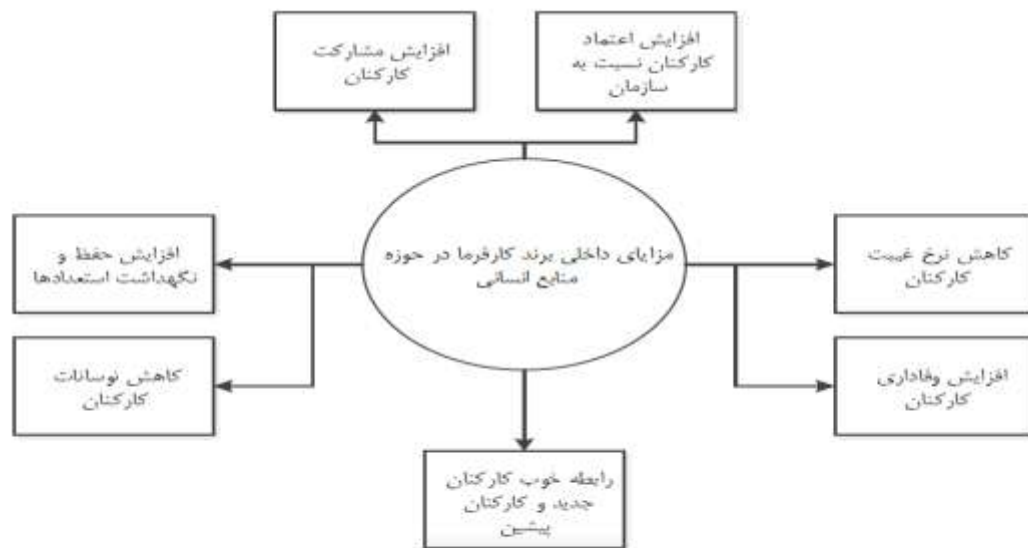 افزایش اعتماد
کارکنان نسبت به
سازمان
افزایش مشارکت
کارکنان
مزایای داخلی برند کارفرما در حوزه
منابع انسانی
کاهش نرخ غیبت
کارکنان
افزایش حفظ و
نگهداشت استعدادها
افزایش وفاداری
کارکنان
کاهش نوسانات
کارکنان
رابطه خوب کارکنان
جدید و کارکنان
پیشین